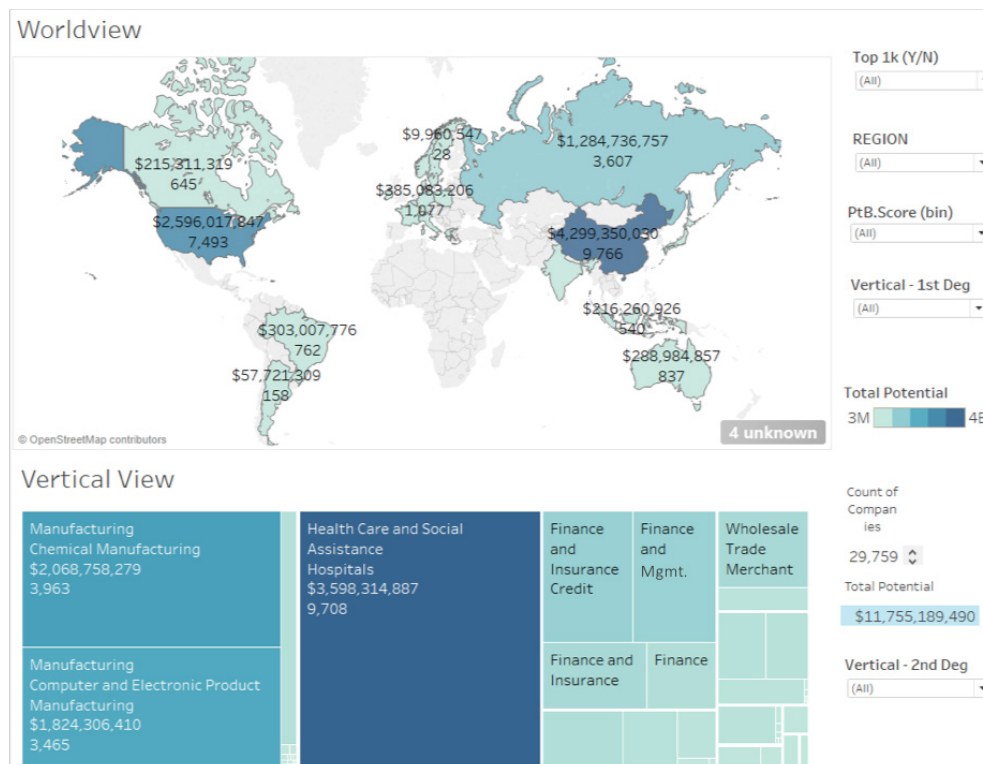 Worldview
$215,311,319
645
$2,596,017,847
7,493
$9,960,547
28
$385,083,206
1,077
$1,284,736,757
3,607
$4,299,350,030
9,766
$216,260,926
540
$303,007,776
762
$57,721,309
158
$288,984,857
837
© OpenStreetMap contributors
4 unknown
Top 1k (Y/N)
(All)
REGION
(All)
PtB.Score (bin)
(All)
Vertical - 1st Deg
(All)
Total Potential
3M
4B
Vertical View
Manufacturing
Chemical Manufacturing
$2,068,758,279
3,963
Manufacturing
Computer and Electronic Product
Manufacturing
$1,824,306,410
3,465
Health Care and Social
Assistance
Hospitals
$3,598,314,887
9,708
Finance
and
Insurance
Credit
Finance
and
Mgmt.
Finance and
Insurance
Finance
Wholesale
Trade
Merchant
Count of
Compan
ies
29,759
Total Potential
$11,755,189,490
Vertical - 2nd Deg
(All)